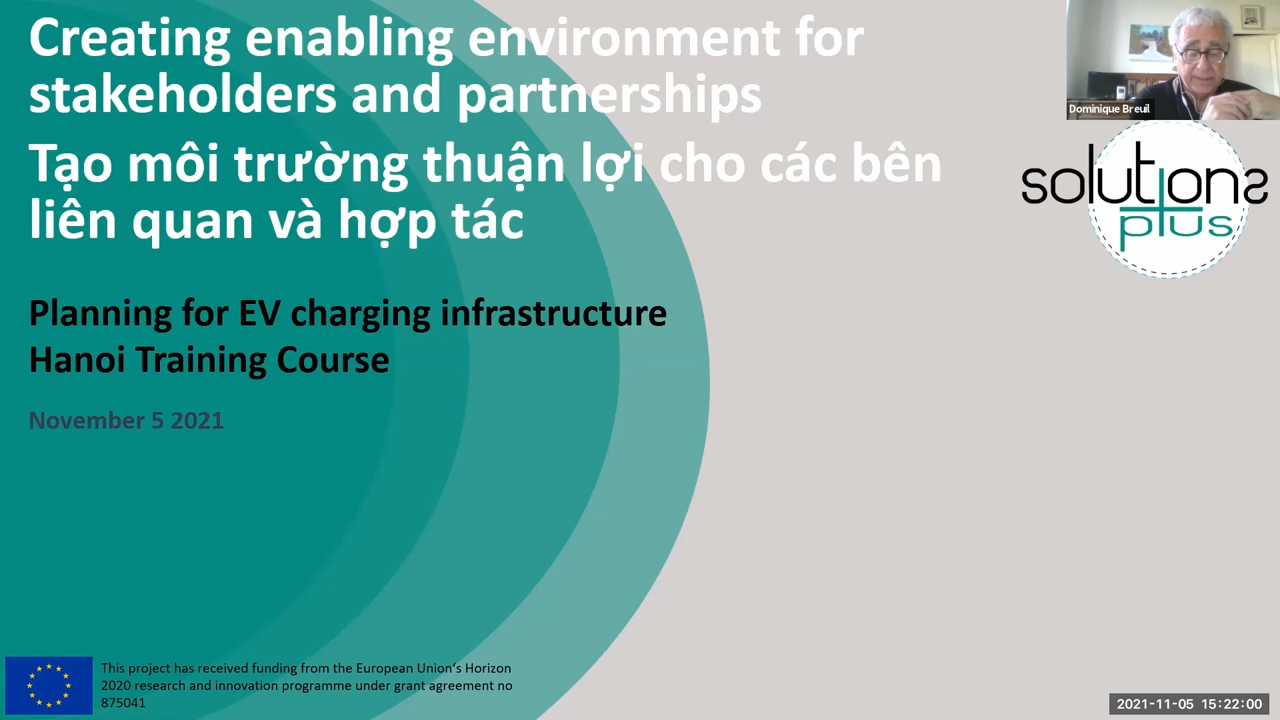 Creating enabling environment for
stakeholders and partnerships
Tạo môi trường thuận lợi cho các bên
liên quan và hợp tác
Dominique Breuil
solutions
plus
Planning for EV charging infrastructure
Hanoi Training Course
November 5 2021
This project has received funding from the European Union‘s Horizon
2020 research and innovation programme under grant agreement no
875041
2021-11-05 15:22:00